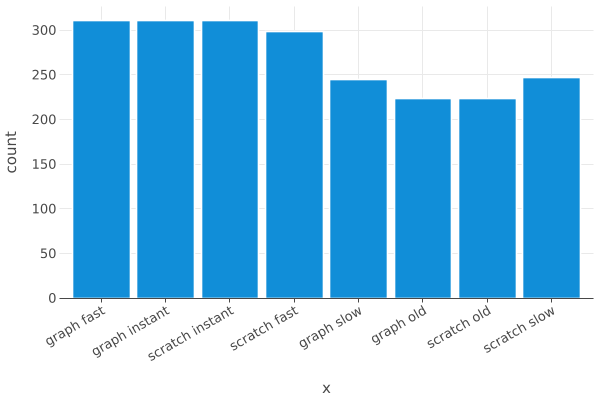 count
300
250
200
150
100
50
0
graph fast
graph instant
scratch instant
scratch fast
graph slow
graph old
scratch old
scratch slow
x